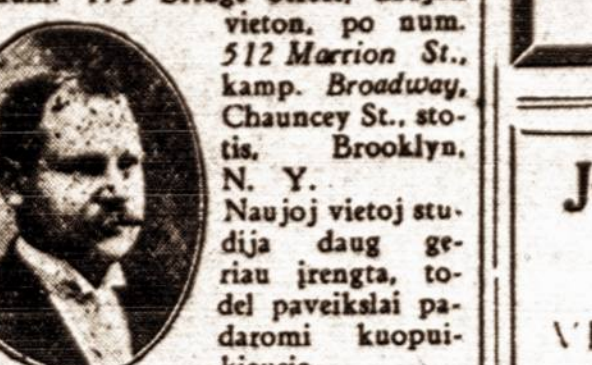 vieton, po num.
512 Marrion St.,
kamp. Broadway,
Chauncey St., sto-
tis, Brooklyn,
N. Y.
Naujoj vietoj stu-
dija daug ge-
riau įrengta, to-
del paveikslai pa-
daromi kuopui-